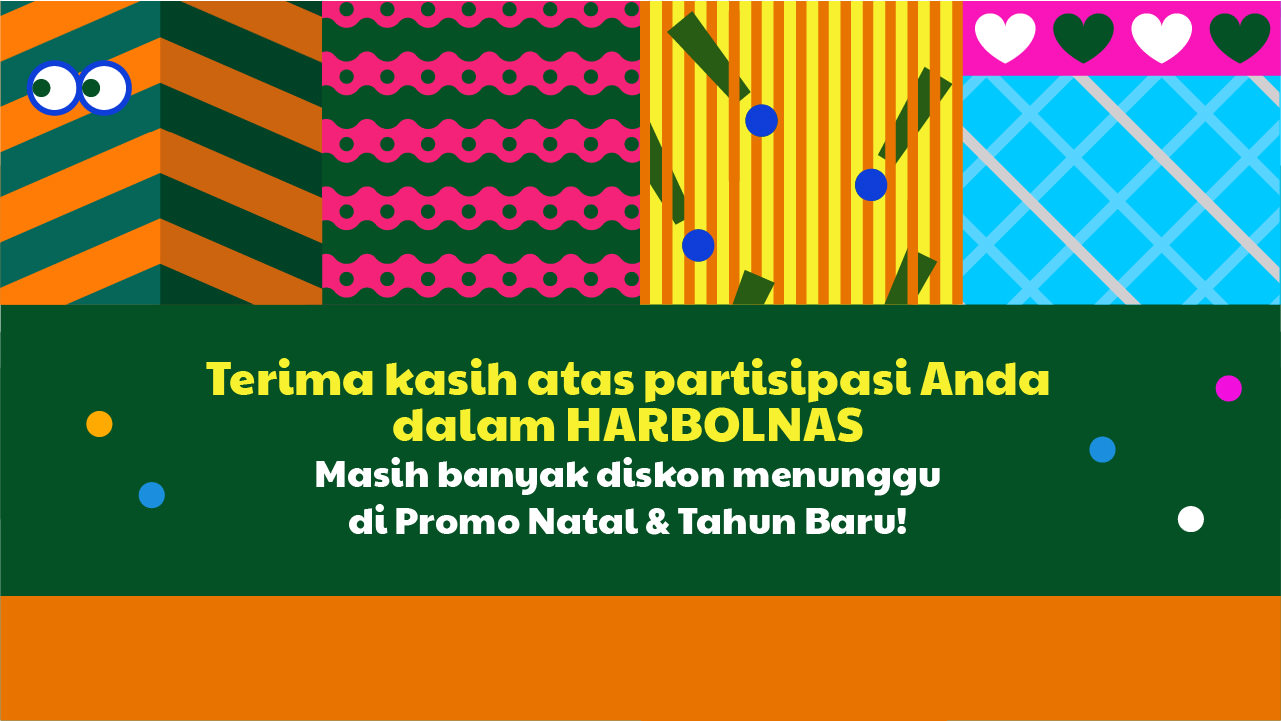 Terima kasih atas partisipasi Anda
dalam HARBOLNAS
Masih banyak diskon menunggu
di Promo Natal & Tahun Baru!